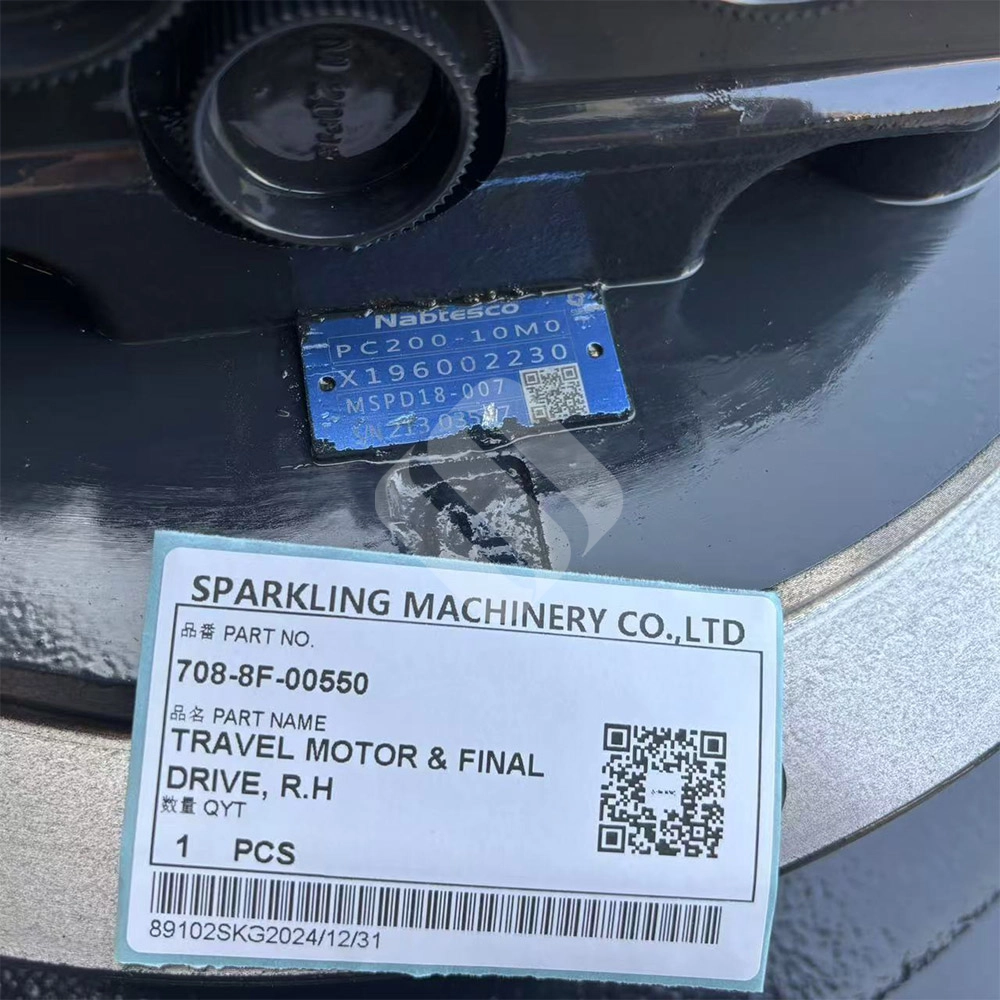 Nabtesco
PC200-10M0
X196002230
MSPD18-007
SPARKLING MACHINERY CO.,LTD
品番 PART NO.
708-8F-00550
品名 PART NAME
TRAVEL MOTOR & FINAL
DRIVE, R.H
数量 QYT
1 PCS
89102SKG2024/12/31